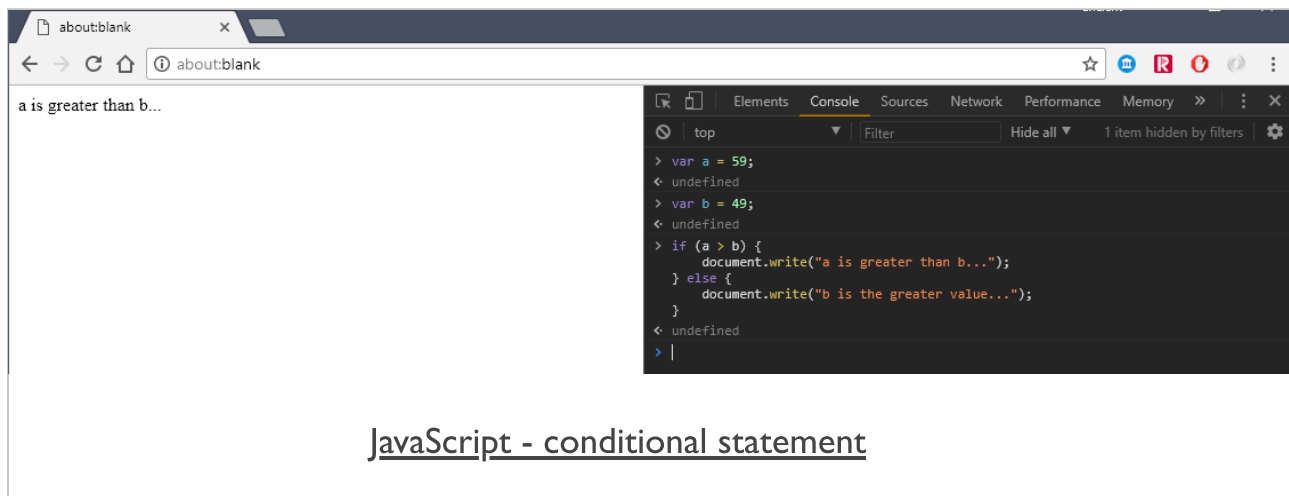 about:blank
about:blank
a is greater than b...
Elements Console Sources Network Performance Memory »
top Filter Hide all ▼ 1 item hidden by filters
> var a = 59;
undefined
> var b = 49;
undefined
> if (a > b) {
document.write("a is greater than b...");
} else {
document.write("b is the greater value...");
}
undefined
>
JavaScript - conditional statement